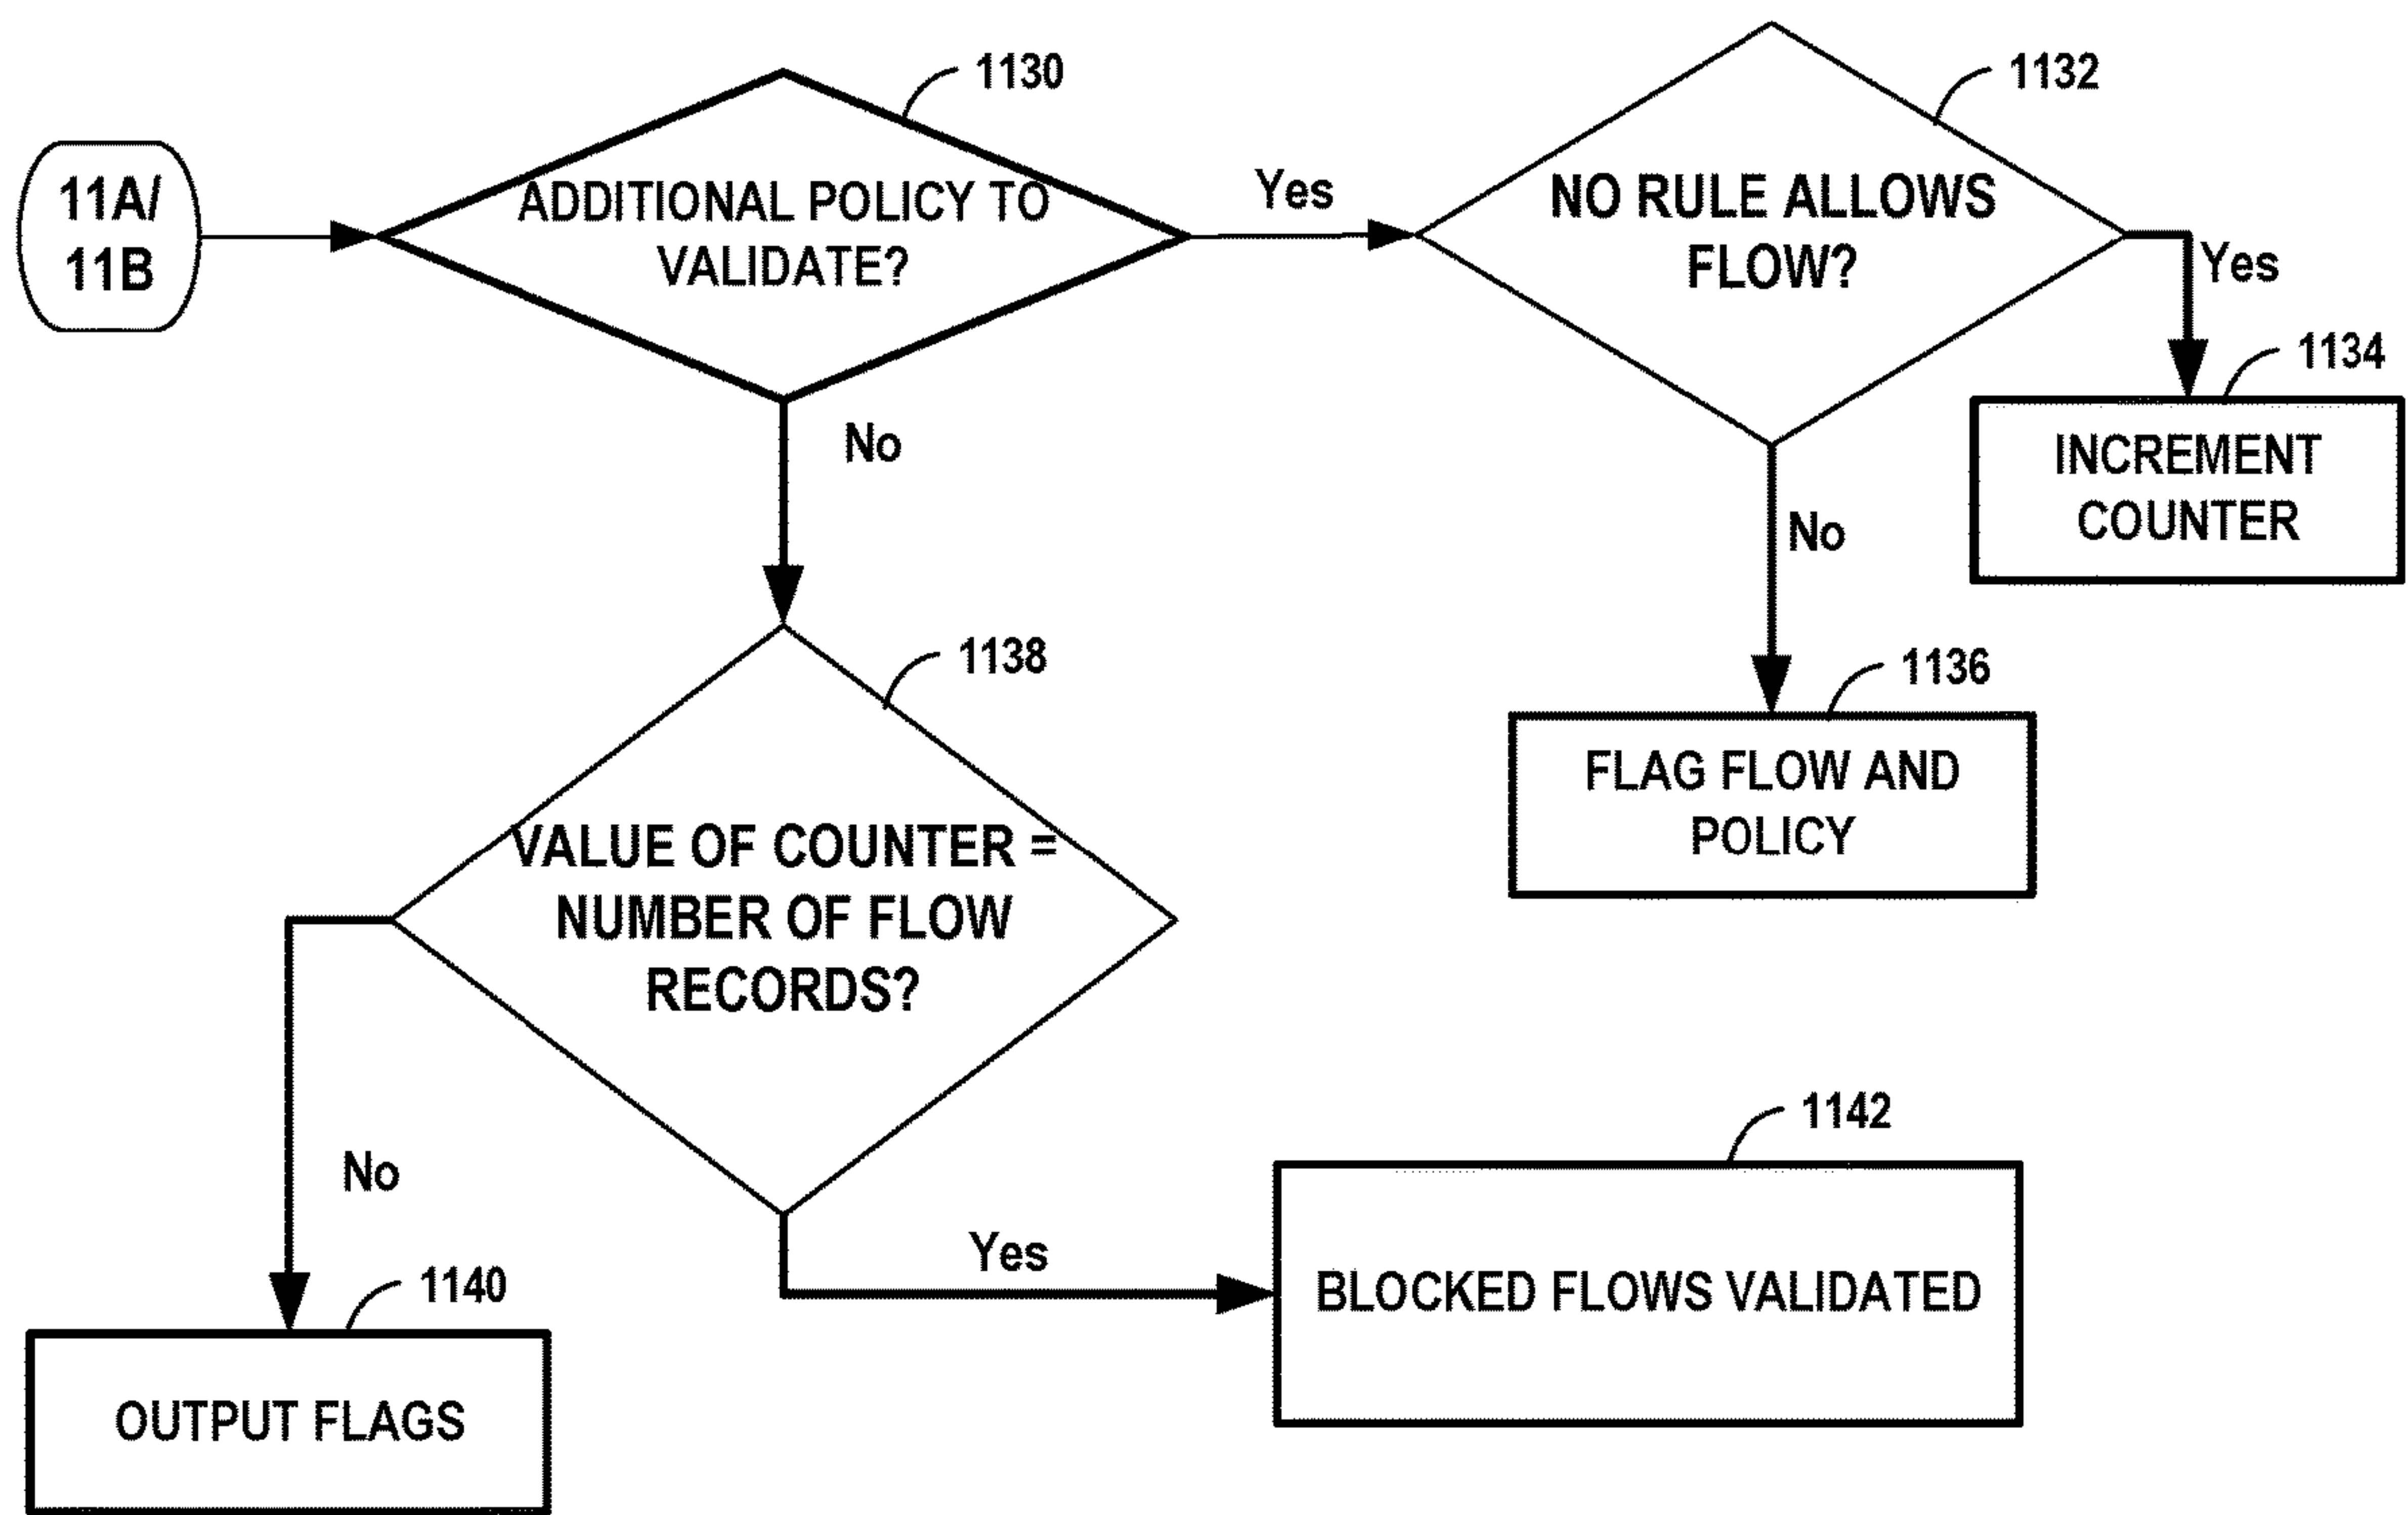 11A/
11B
1130
ADDITIONAL POLICY TO
VALIDATE?
Yes
1132
NO RULE ALLOWS
FLOW?
Yes
1134
INCREMENT
COUNTER
No
1136
FLAG FLOW AND
POLICY
No
1138
VALUE OF COUNTER =
NUMBER OF FLOW
RECORDS?
No
1140
OUTPUT FLAGS
Yes
1142
BLOCKED FLOWS VALIDATED